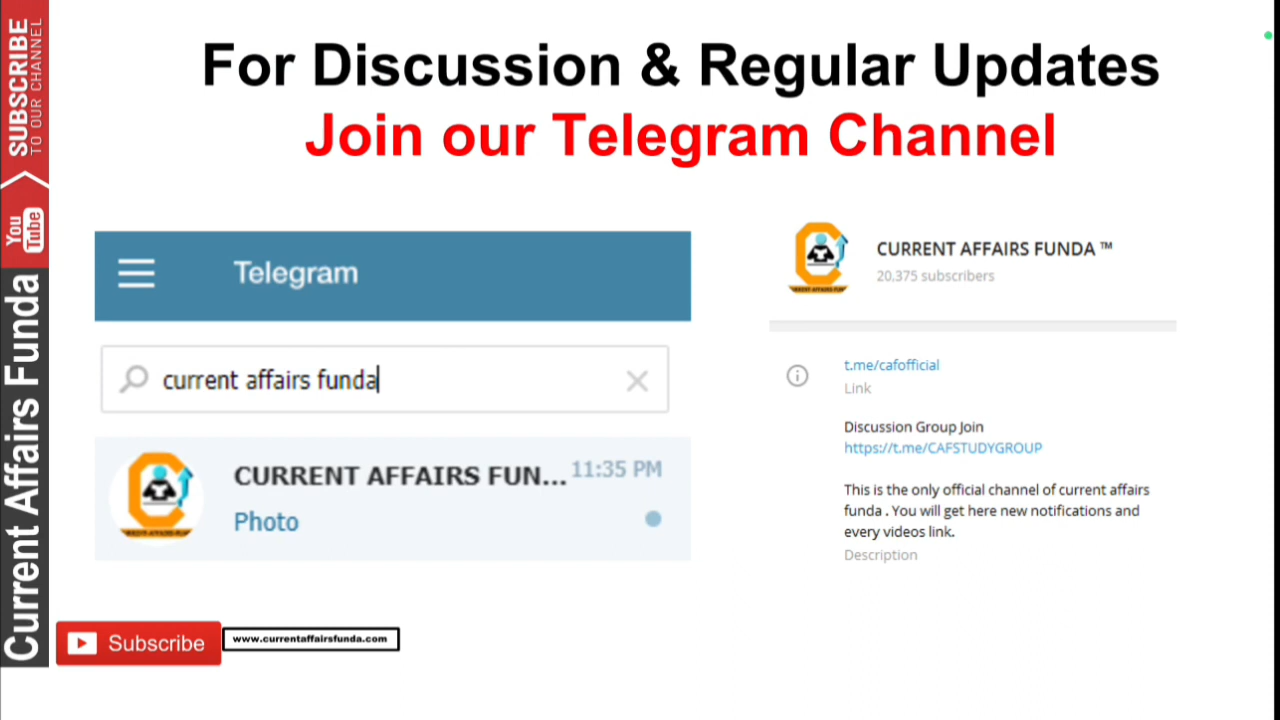 SUBSCRIBE
TO OUR CHANNEL
You
Tube
Current Affairs Funda
For Discussion & Regular Updates
Join our Telegram Channel
Telegram
current affairs funda
CURRENT AFFAIRS FUN... 11:35 PM
Photo
CURRENT AFFAIRS FUNDA ™
20,375 subscribers
t.me/cafofficial
Link
Discussion Group Join
https://t.me/CAFSTUDYGROUP
This is the only official channel of current affairs
funda . You will get here new notifications and
every videos link.
Description
Subscribe
www.currentaffairsfunda.com